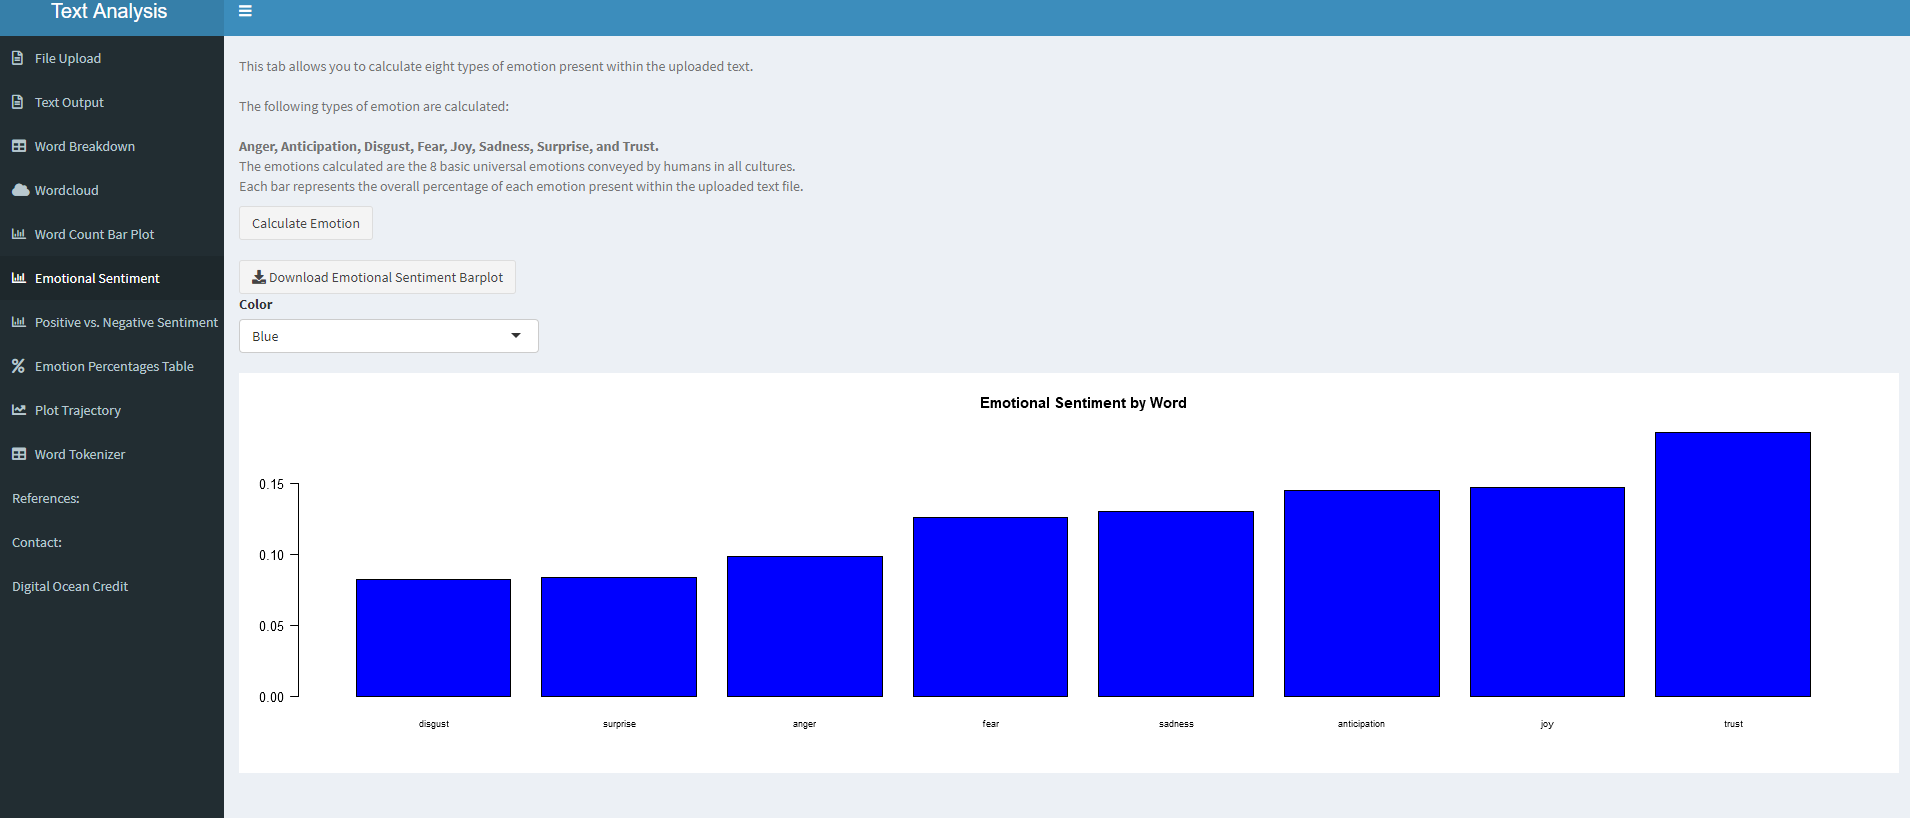 Text Analysis
File Upload
Text Output
Word Breakdown
Wordcloud
Word Count Bar Plot
Emotional Sentiment
Positive vs. Negative Sentiment
Emotion Percentages Table
Plot Trajectory
Word Tokenizer
References:
Contact:
Digital Ocean Credit
This tab allows you to calculate eight types of emotion present within the uploaded text.
The following types of emotion are calculated:
Anger, Anticipation, Disgust, Fear, Joy, Sadness, Surprise, and Trust.
The emotions calculated are the 8 basic universal emotions conveyed by humans in all cultures.
Each bar represents the overall percentage of each emotion present within the uploaded text file.
Calculate Emotion
Download Emotional Sentiment Barplot
Color
Blue
Emotional Sentiment by Word
0.15
0.10
0.05
0.00
disgust surprise anger fear sadness anticipation joy trust